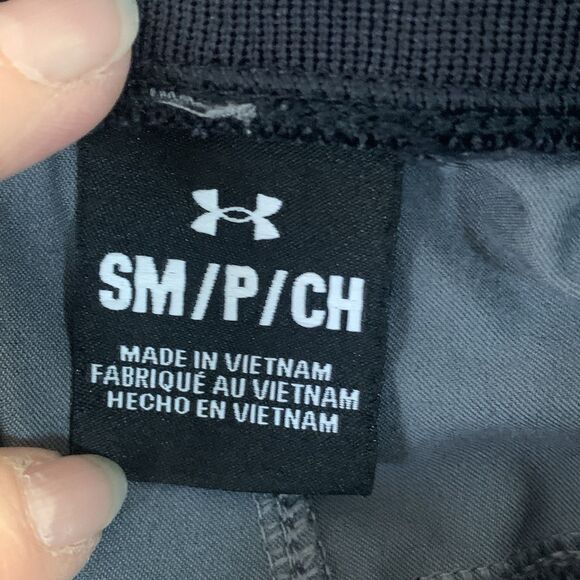 SM/P/CH
MADE IN VIETNAM
FABRIQUÉ AU VIETNAM
HECHO EN VIETNAM